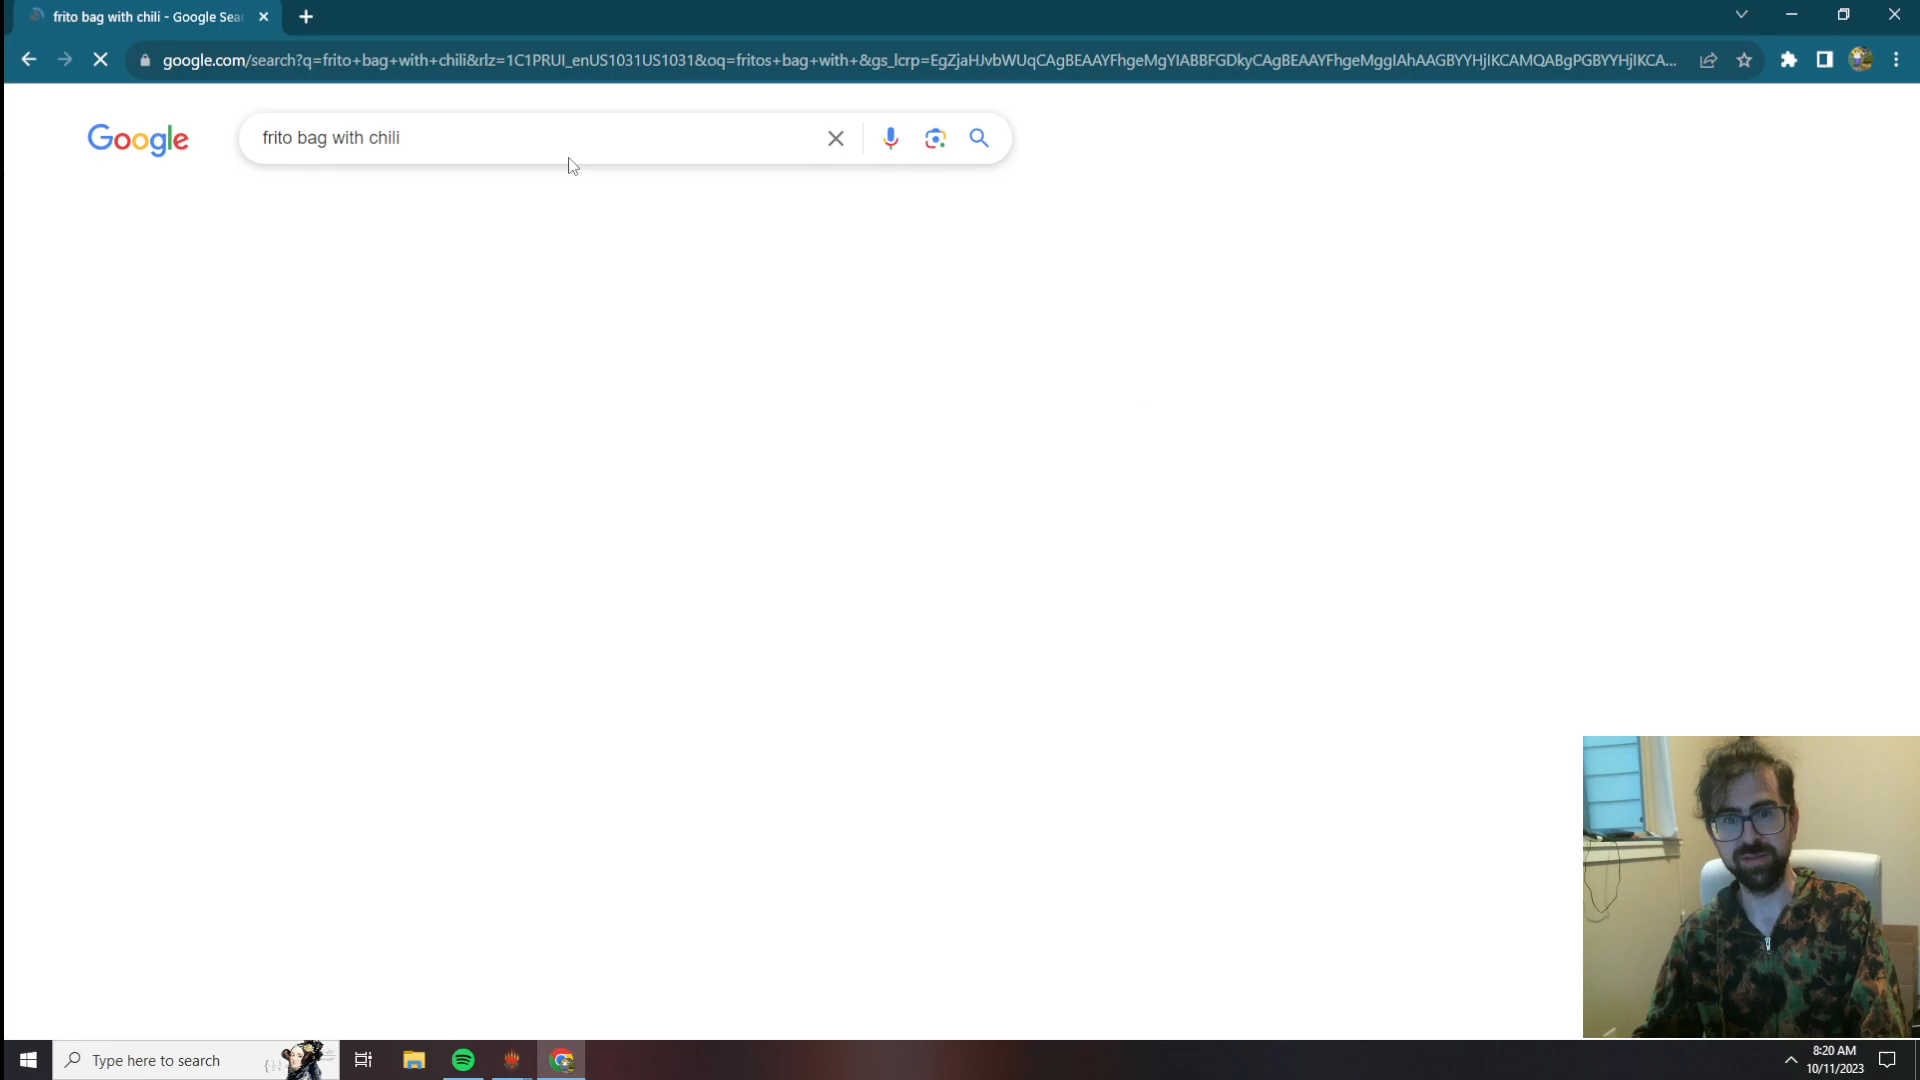 frito bag with chili - Google Sea
google.com/search?q=frito+bag+with+chili&rlz=1C1PRUI_enUS1031US1031&oq=fritos+bag+with+&gs_lcrp=EgZjaHJvbWUqCAgBEAAYFhgeMgYIABBFGDkyCAgBEAAYFhgeMggIAhAAGBYYHjIKCAMQABgPGBYYHjIKCA...
Google
frito bag with chili
Type here to search
8:20 AM
10/11/2023